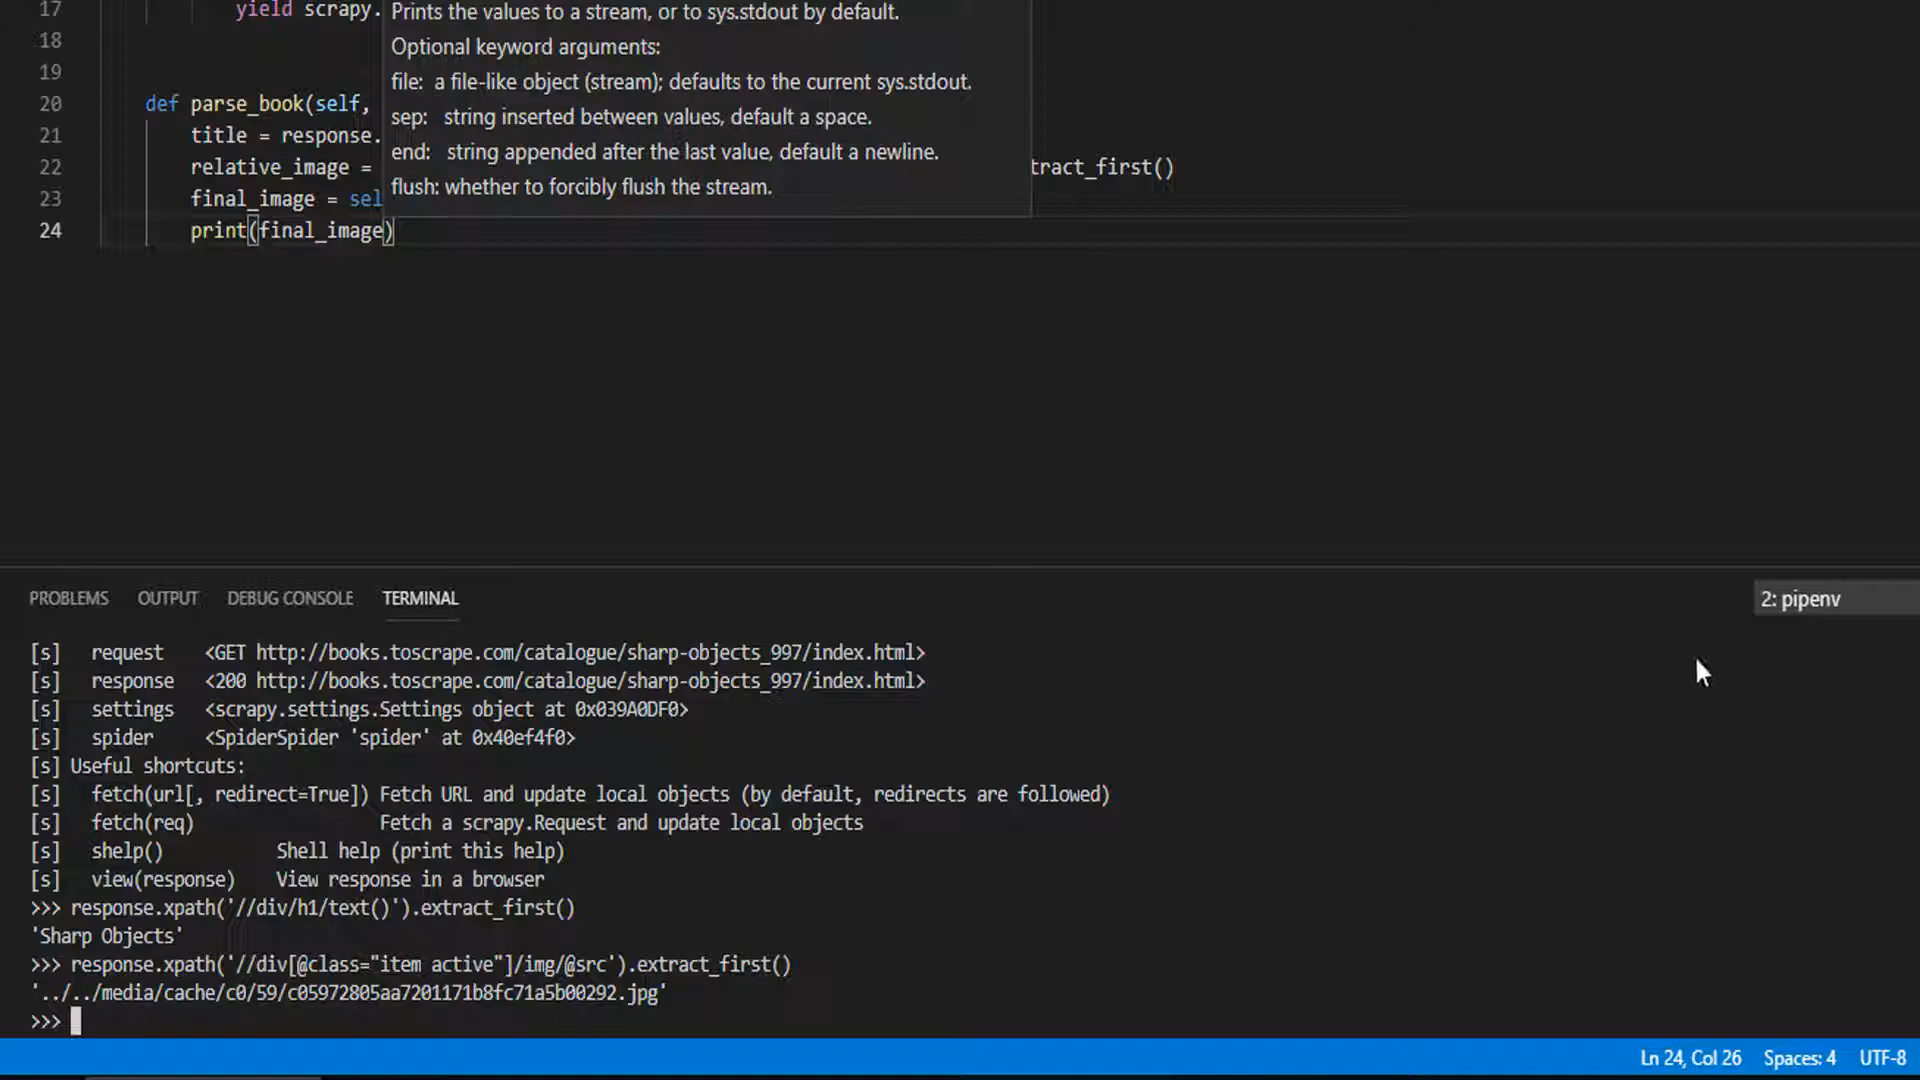 17 yield scrapy.
Prints the values to a stream, or to sys.stdout by default.
18
Optional keyword arguments:
19
file: a file-like object (stream); defaults to the current sys.stdout.
20 def parse_book(self,
sep: string inserted between values, default a space.
21 title = response.
end: string appended after the last value, default a newline.
22 relative_image = tract_first()
flush: whether to forcibly flush the stream.
23 final_image = sel
24 print(final_image)
PROBLEMS OUTPUT DEBUG CONSOLE TERMINAL 2: pipenv
[s] request <GET http://books.toscrape.com/catalogue/sharp-objects_997/index.html>
[s] response <200 http://books.toscrape.com/catalogue/sharp-objects_997/index.html>
[s] settings <scrapy.settings.Settings object at 0x039A0DF0>
[s] spider <SpiderSpider 'spider' at 0x40ef4f0>
[s] Useful shortcuts:
[s] fetch(url[, redirect=True]) Fetch URL and update local objects (by default, redirects are followed)
[s] fetch(req) Fetch a scrapy.Request and update local objects
[s] shelp() Shell help (print this help)
[s] view(response) View response in a browser
>>> response.xpath('//div/h1/text()').extract_first()
'Sharp Objects'
>>> response.xpath('//div[@class="item active"]/img/@src').extract_first()
'../../media/cache/c0/59/c05972805aa7201171b8fc71a5b00292.jpg'
>>>
Ln 24, Col 26 Spaces: 4 UTF-8